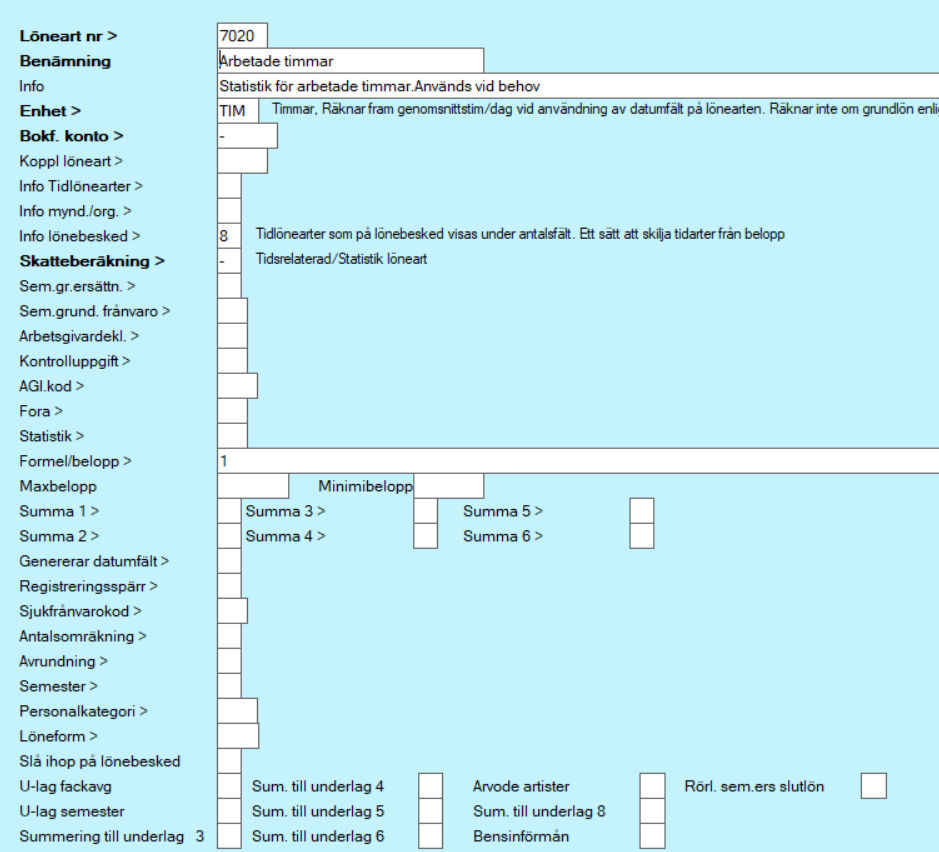 Löneart nr > 7020
Benämning Arbetade timmar
Info Statistik för arbetade timmar.Används vid behov
Enhet > TIM Timmar, Räknar fram genomsnittstim/dag vid användning av datumfält på lönearten. Räknar inte om grundlön enli
Bokf. konto > -
Koppl löneart >
Info Tidlönearter >
Info mynd./org. >
Info lönebesked > 8 Tidlönearter som på lönebesked visas under antalsfält. Ett sätt att skilja tidarter från belopp
Skatteberäkning > - Tidsrelaterad/Statistik löneart
Sem.gr.ersättn. >
Sem.grund. frånvaro >
Arbetsgivardekl. >
Kontrolluppgift >
AGI.kod >
Fora >
Statistik >
Formel/belopp > 1
Maxbelopp Minimibelopp
Summa 1 > Summa 3 > Summa 5 >
Summa 2 > Summa 4 > Summa 6 >
Genererar datumfält >
Registreringsspärr >
Sjukfrånvarokod >
Antalsomräkning >
Avrundning >
Semester >
Personalkategori >
Löneform >
Slå ihop på lönebesked
U-lag fackavg Sum. till underlag 4 Arvode artister Rörl. sem.ers slutlön
U-lag semester Sum. till underlag 5 Sum. till underlag 8
Summering till underlag 3 Sum. till underlag 6 Bensinförmån